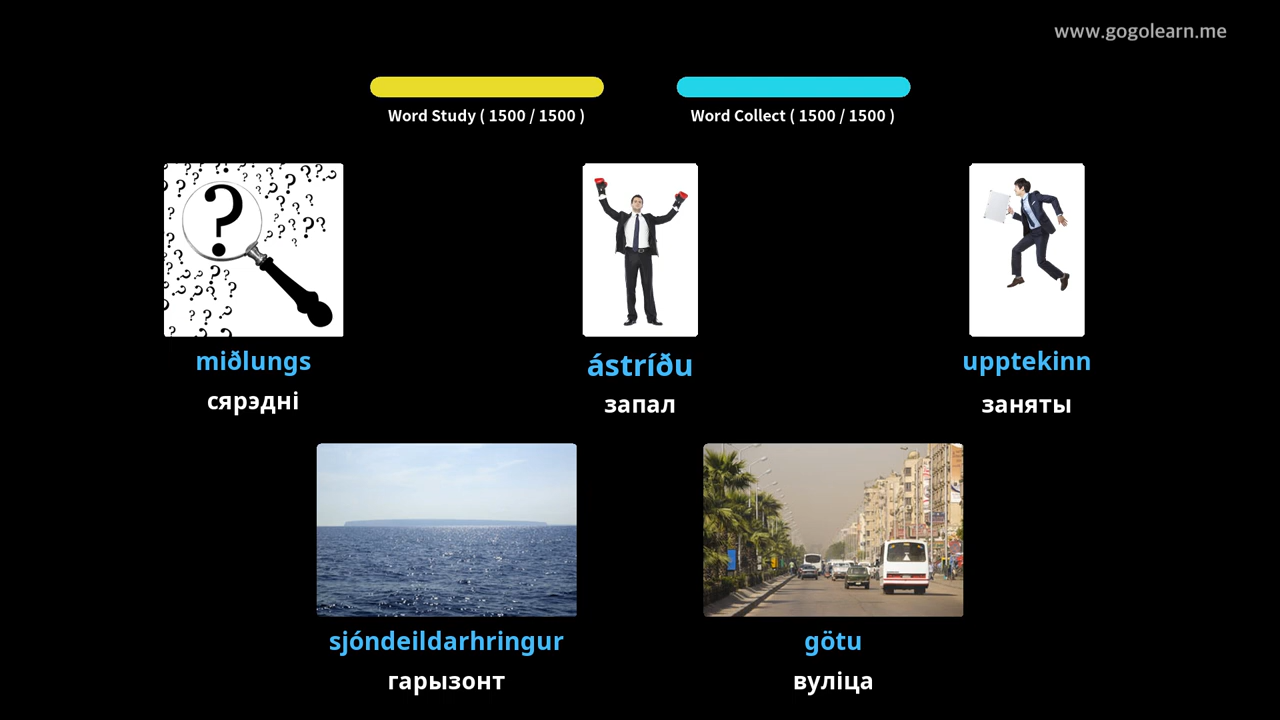 www.gogolearn.me
Word Study ( 1500 / 1500 )
Word Collect ( 1500 / 1500 )
miðlungs
ástríðu
upptekinn
сярэдні
запал
заняты
sjóndeildarhringur
götu
гарызонт
вуліца